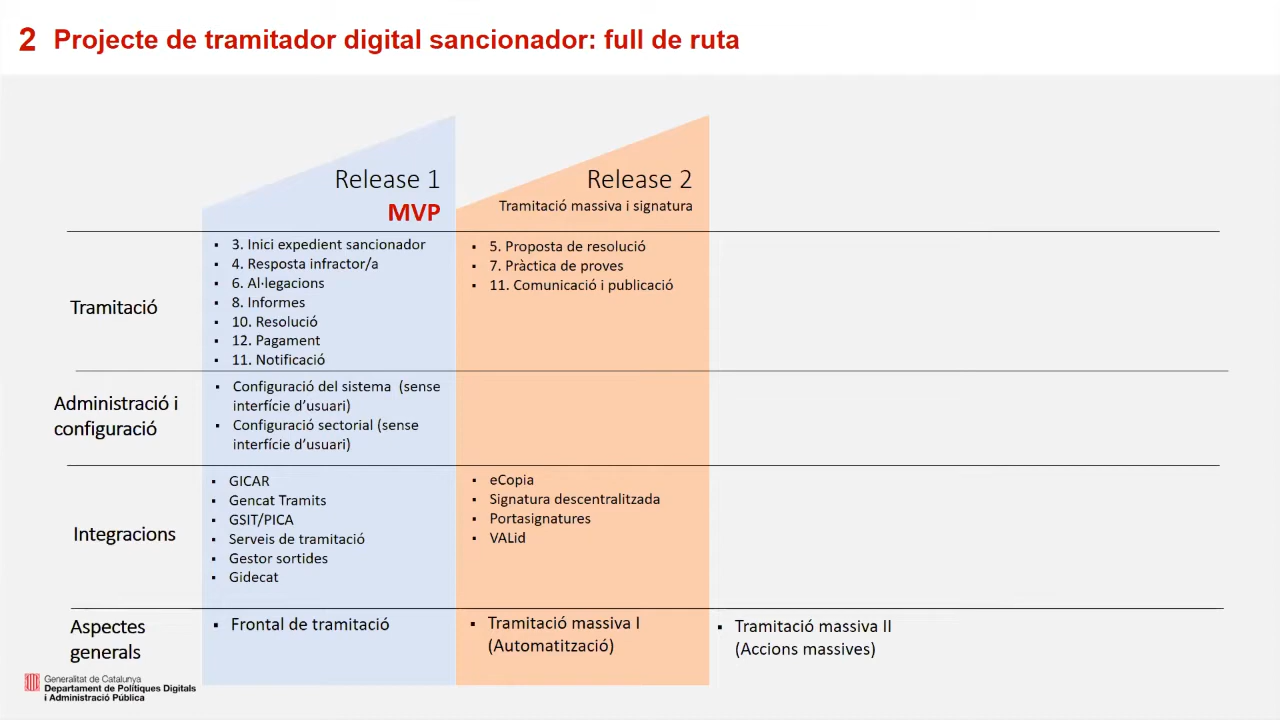 2 Projecte de tramitador digital sancionador: full de ruta
Release 1
MVP
Release 2
Tramitació massiva i signatura
Tramitació
▪ 3. Inici expedient sancionador
▪ 4. Resposta infractor/a
▪ 6. Al·legacions
▪ 8. Informes
▪ 10. Resolució
▪ 12. Pagament
▪ 11. Notificació
▪ 5. Proposta de resolució
▪ 7. Pràctica de proves
▪ 11. Comunicació i publicació
Administració i
configuració
▪ Configuració del sistema (sense
interfície d'usuari)
▪ Configuració sectorial (sense
interfície d'usuari)
Integracions
▪ GICAR
▪ Gencat Tramits
▪ GSIT/PICA
▪ Serveis de tramitació
▪ Gestor sortides
▪ Gidecat
▪ eCopia
▪ Signatura descentralitzada
▪ Portasignatures
▪ VALid
Aspectes
generals
▪ Frontal de tramitació
▪ Tramitació massiva I
(Automatització)
▪ Tramitació massiva II
(Accions massives)
Generalitat de Catalunya
Departament de Polítiques Digitals
i Administració Pública